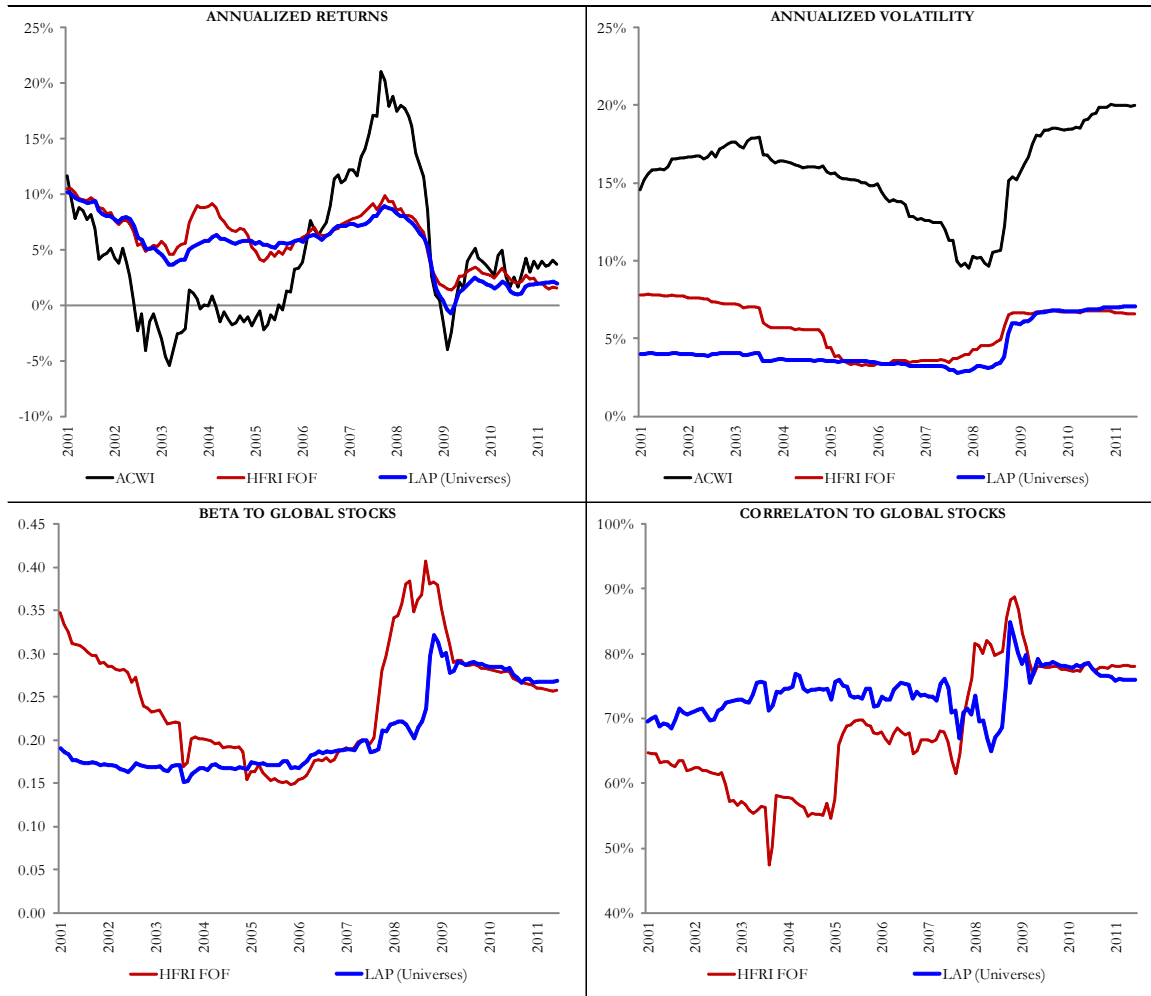 ANNUALIZED RETURNS
25%
20%
15%
10%
5%
0%
-5%
-10%
2001 2002 2003 2004 2005 2006 2007 2008 2009 2010 2011
ACWI HFRI FOF LAP (Universes)
ANNUALIZED VOLATILITY
25%
20%
15%
10%
5%
0%
2001 2002 2003 2004 2005 2006 2007 2008 2009 2010 2011
ACWI HFRI FOF LAP (Universes)
BETA TO GLOBAL STOCKS
0.45
0.40
0.35
0.30
0.25
0.20
0.15
0.10
0.05
0.00
2001 2002 2003 2004 2005 2006 2007 2008 2009 2010 2011
HFRI FOF LAP (Universes)
CORRELATON TO GLOBAL STOCKS
100%
90%
80%
70%
60%
50%
40%
2001 2002 2003 2004 2005 2006 2007 2008 2009 2010 2011
HFRI FOF LAP (Universes)